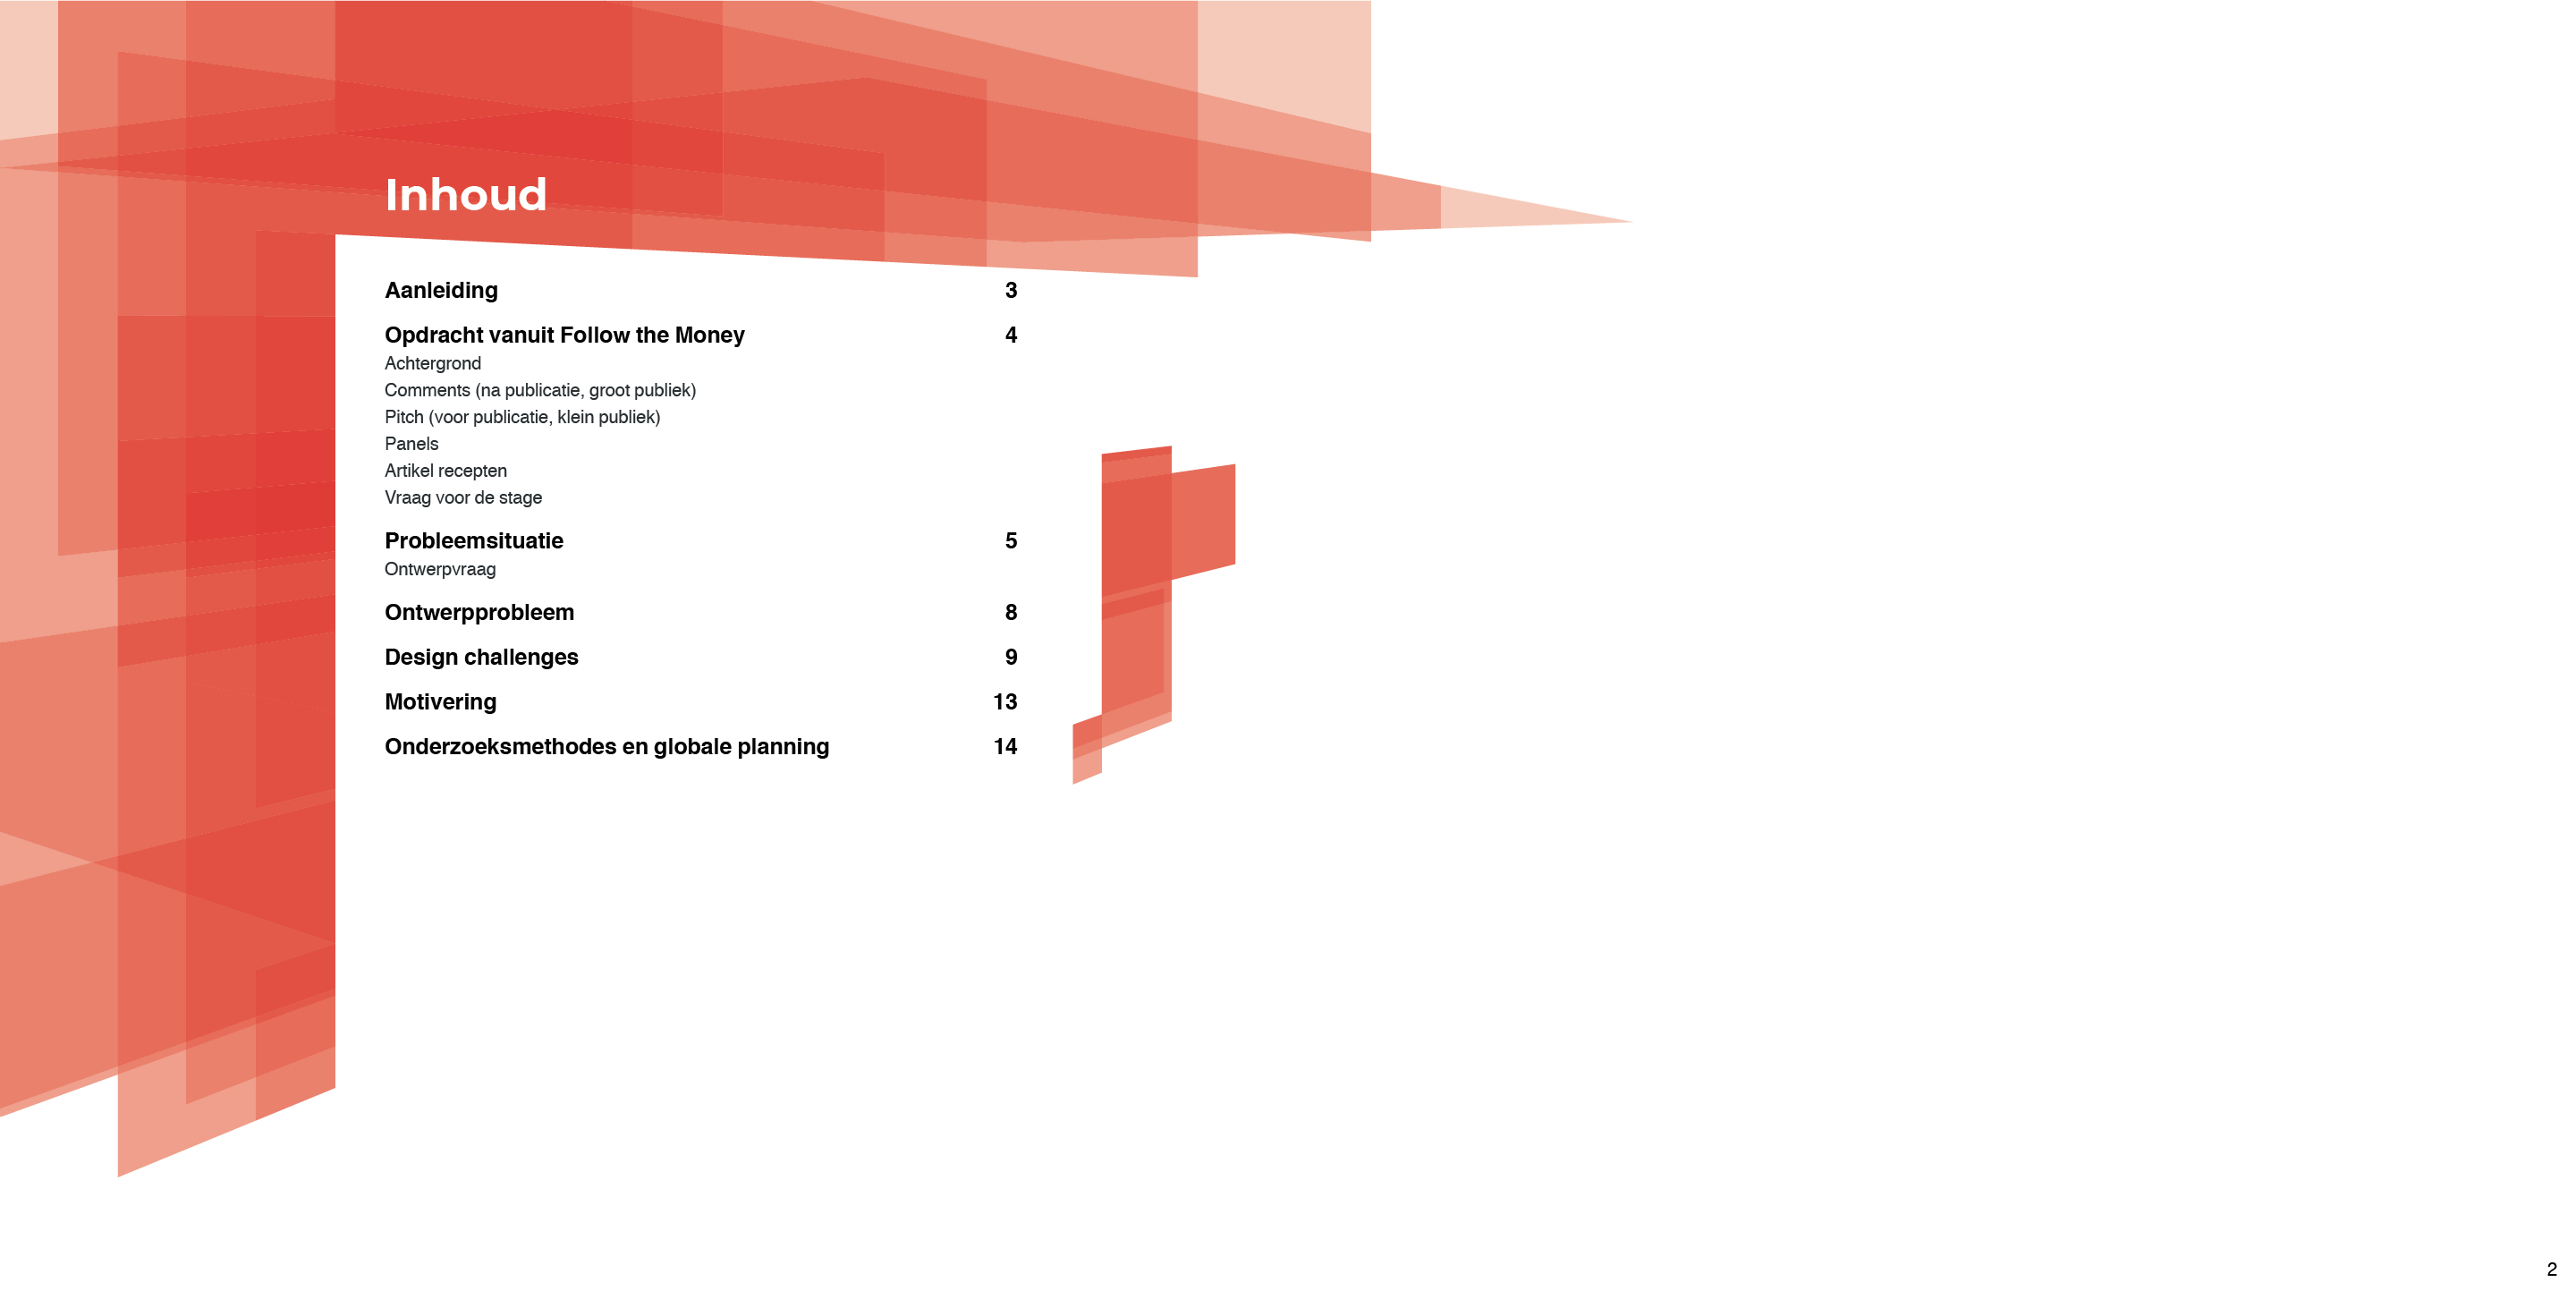 Inhoud
Aanleiding 3
Opdracht vanuit Follow the Money 4
Achtergrond
Comments (na publicatie, groot publiek)
Pitch (voor publicatie, klein publiek)
Panels
Artikel recepten
Vraag voor de stage
Probleemsituatie 5
Ontwerpvraag
Ontwerpprobleem 8
Design challenges 9
Motivering 13
Onderzoeksmethodes en globale planning 14
2